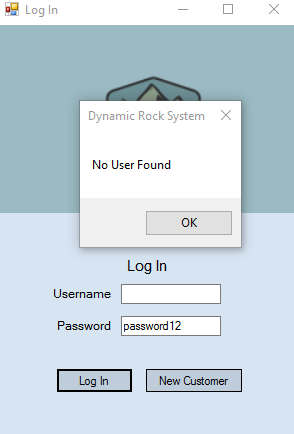 Log In
Dynamic Rock System
No User Found
OK
Log In
Username
Password password12
Log In New Customer